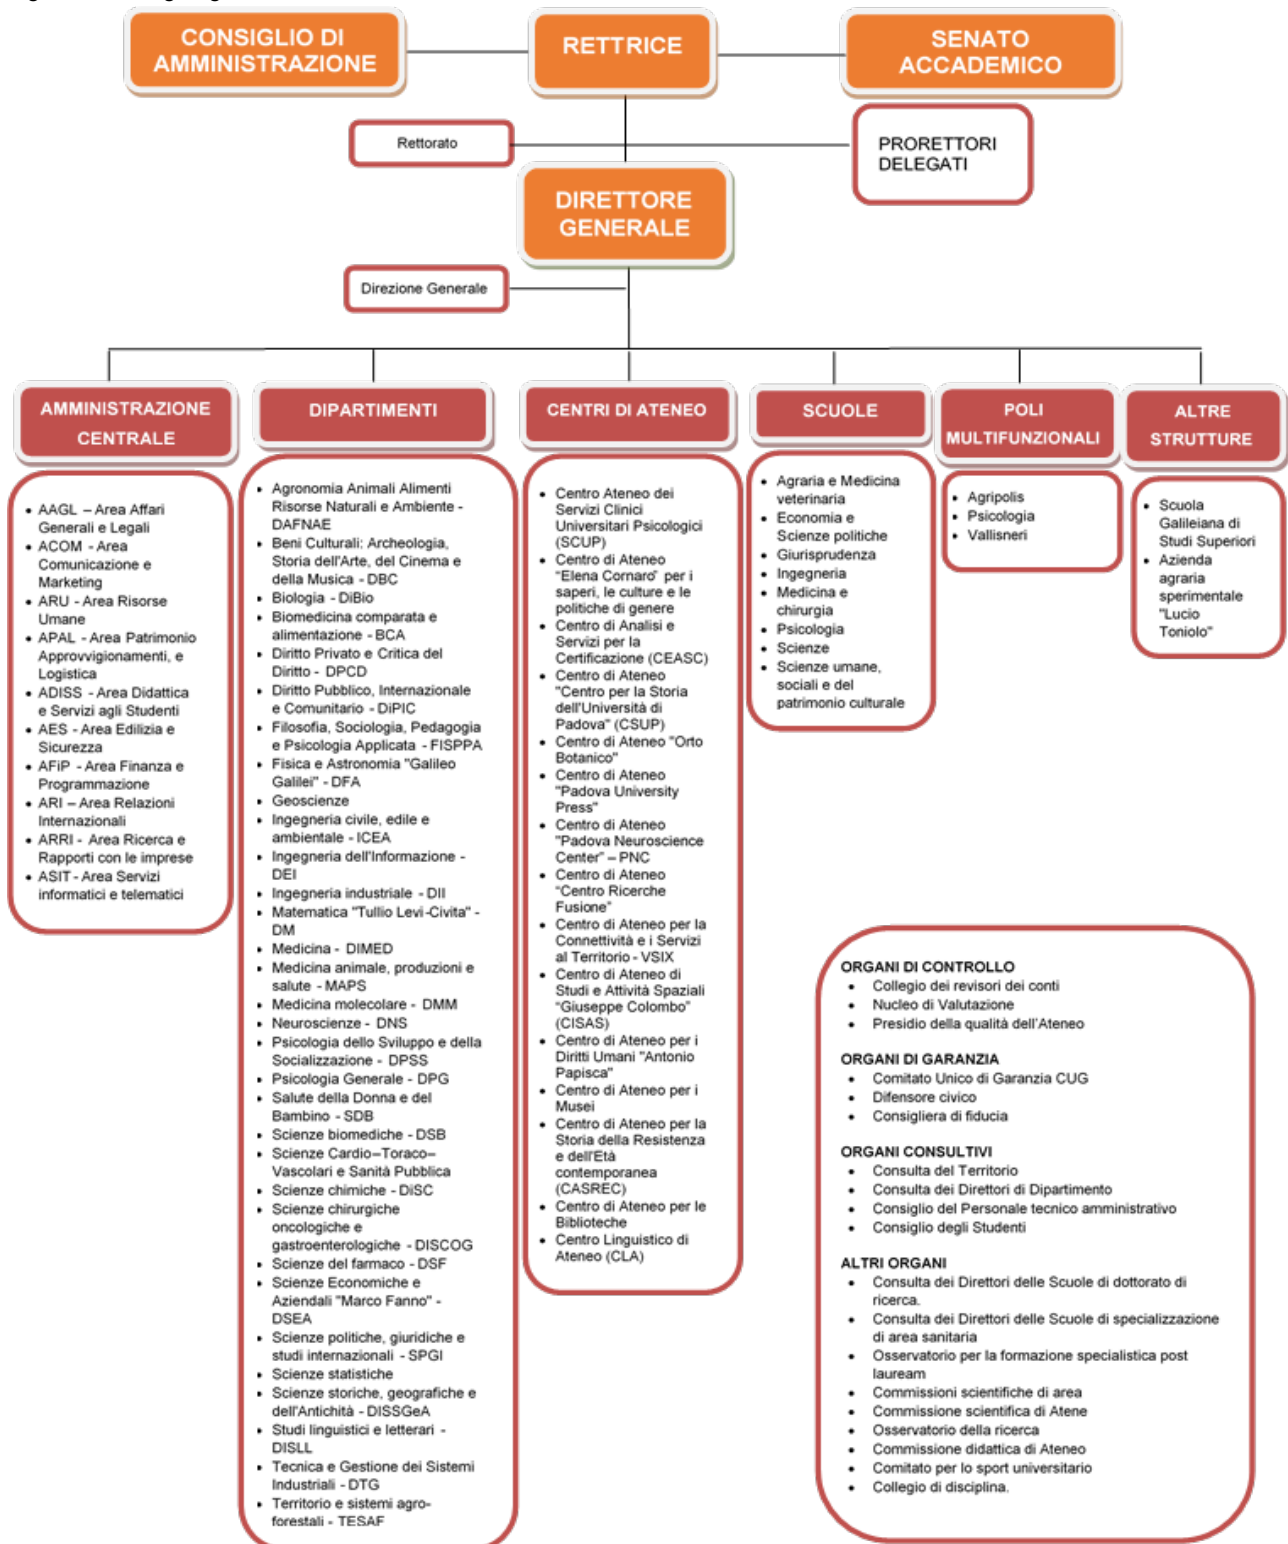 CONSIGLIO DI
AMMINISTRAZIONE
RETTRICE
SENATO
ACCADEMICO
Rettorato
PRORETTORI
DELEGATI
DIRETTORE
GENERALE
Direzione Generale
AMMINISTRAZIONE
CENTRALE
• AAGL – Area Affari
Generali e Legali
• ACOM - Area
Comunicazione e
Marketing
• ARU - Area Risorse
Umane
• APAL - Area Patrimonio
Approvvigionamenti, e
Logistica
• ADISS - Area Didattica
e Servizi agli Studenti
• AES - Area Edilizia e
Sicurezza
• AFiP - Area Finanza e
Programmazione
• ARI – Area Relazioni
Internazionali
• ARRI - Area Ricerca e
Rapporti con le imprese
• ASIT - Area Servizi
informatici e telematici
DIPARTIMENTI
• Agronomia Animali Alimenti
Risorse Naturali e Ambiente -
DAFNAE
• Beni Culturali: Archeologia,
Storia dell'Arte, del Cinema e
della Musica - DBC
• Biologia - DiBio
• Biomedicina comparata e
alimentazione - BCA
• Diritto Privato e Critica del
Diritto - DPCD
• Diritto Pubblico, Internazionale
e Comunitario - DiPIC
• Filosofia, Sociologia, Pedagogia
e Psicologia Applicata - FISPPA
• Fisica e Astronomia "Galileo
Galilei" - DFA
• Geoscienze
• Ingegneria civile, edile e
ambientale - ICEA
• Ingegneria dell'Informazione -
DEI
• Ingegneria industriale - DII
• Matematica "Tullio Levi-Civita" -
DM
• Medicina - DIMED
• Medicina animale, produzioni e
salute - MAPS
• Medicina molecolare - DMM
• Neuroscienze - DNS
• Psicologia dello Sviluppo e della
Socializzazione - DPSS
• Psicologia Generale - DPG
• Salute della Donna e del
Bambino - SDB
• Scienze biomediche - DSB
• Scienze Cardio–Toraco–
Vascolari e Sanità Pubblica
• Scienze chimiche - DiSC
• Scienze chirurgiche
oncologiche e
gastroenterologiche - DISCOG
• Scienze del farmaco - DSF
• Scienze Economiche e
Aziendali "Marco Fanno" -
DSEA
• Scienze politiche, giuridiche e
studi internazionali - SPGI
• Scienze statistiche
• Scienze storiche, geografiche e
dell'Antichità - DISSGeA
• Studi linguistici e letterari -
DISLL
• Tecnica e Gestione dei Sistemi
Industriali - DTG
• Territorio e sistemi agro-
forestali - TESAF
CENTRI DI ATENEO
• Centro Ateneo dei
Servizi Clinici
Universitari Psicologici
(SCUP)
• Centro di Ateneo
"Elena Cornaro" per i
saperi, le culture e le
politiche di genere
• Centro di Analisi e
Servizi per la
Certificazione (CEASC)
• Centro di Ateneo
"Centro per la Storia
dell'Università di
Padova" (CSUP)
• Centro di Ateneo "Orto
Botanico"
• Centro di Ateneo
"Padova University
Press"
• Centro di Ateneo
"Padova Neuroscience
Center" – PNC
• Centro di Ateneo
"Centro Ricerche
Fusione"
• Centro di Ateneo per la
Connettività e i Servizi
al Territorio - VSIX
• Centro di Ateneo di
Studi e Attività Spaziali
"Giuseppe Colombo"
(CISAS)
• Centro di Ateneo per i
Diritti Umani "Antonio
Papisca"
• Centro di Ateneo per i
Musei
• Centro di Ateneo per la
Storia della Resistenza
e dell'Età
contemporanea
(CASREC)
• Centro di Ateneo per le
Biblioteche
• Centro Linguistico di
Ateneo (CLA)
SCUOLE
• Agraria e Medicina
veterinaria
• Economia e
Scienze politiche
• Giurisprudenza
• Ingegneria
• Medicina e
chirurgia
• Psicologia
• Scienze
• Scienze umane,
sociali e del
patrimonio culturale
POLI
MULTIFUNZIONALI
• Agripolis
• Psicologia
• Vallisneri
ALTRE
STRUTTURE
• Scuola
Galileiana di
Studi Superiori
• Azienda
agraria
sperimentale
"Lucio
Toniolo"
ORGANI DI CONTROLLO
• Collegio dei revisori dei conti
• Nucleo di Valutazione
• Presidio della qualità dell'Ateneo
ORGANI DI GARANZIA
• Comitato Unico di Garanzia CUG
• Difensore civico
• Consigliera di fiducia
ORGANI CONSULTIVI
• Consulta del Territorio
• Consulta dei Direttori di Dipartimento
• Consiglio del Personale tecnico amministrativo
• Consiglio degli Studenti
ALTRI ORGANI
• Consulta dei Direttori delle Scuole di dottorato di
ricerca.
• Consulta dei Direttori delle Scuole di specializzazione
di area sanitaria
• Osservatorio per la formazione specialistica post
lauream
• Commissioni scientifiche di area
• Commissione scientifica di Atene
• Osservatorio della ricerca
• Commissione didattica di Ateneo
• Comitato per lo sport universitario
• Collegio di disciplina.